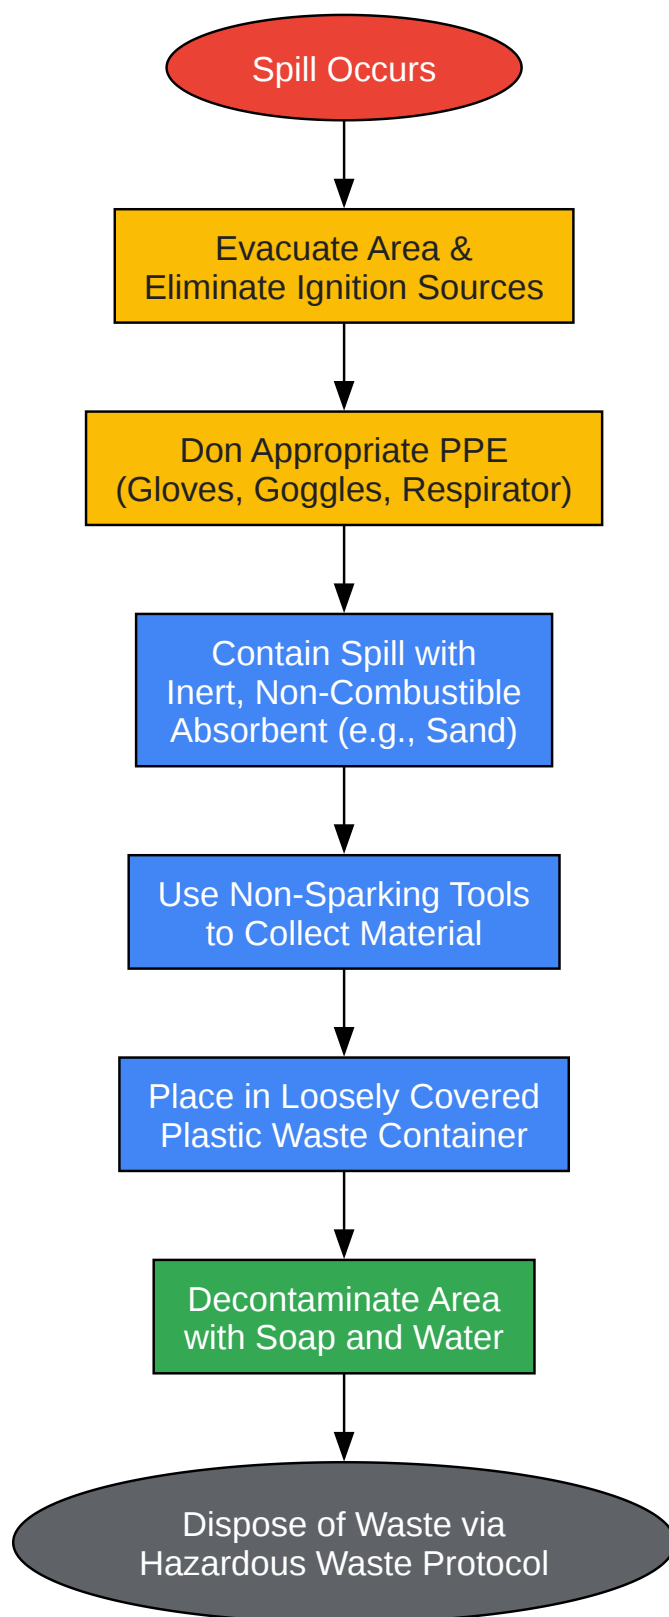 Spill Occurs
Evacuate Area &
Eliminate Ignition Sources
Don Appropriate PPE
(Gloves, Goggles, Respirator)
Contain Spill with
Inert, Non-Combustible
Absorbent (e.g., Sand)
Use Non-Sparking Tools
to Collect Material
Place in Loosely Covered
Plastic Waste Container
Decontaminate Area
with Soap and Water
Dispose of Waste via
Hazardous Waste Protocol